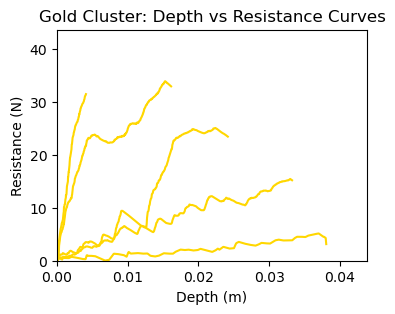 Gold Cluster: Depth vs Resistance Curves
Resistance (N)
40
30
20
10
0
0.00 0.01 0.02 0.03 0.04
Depth (m)